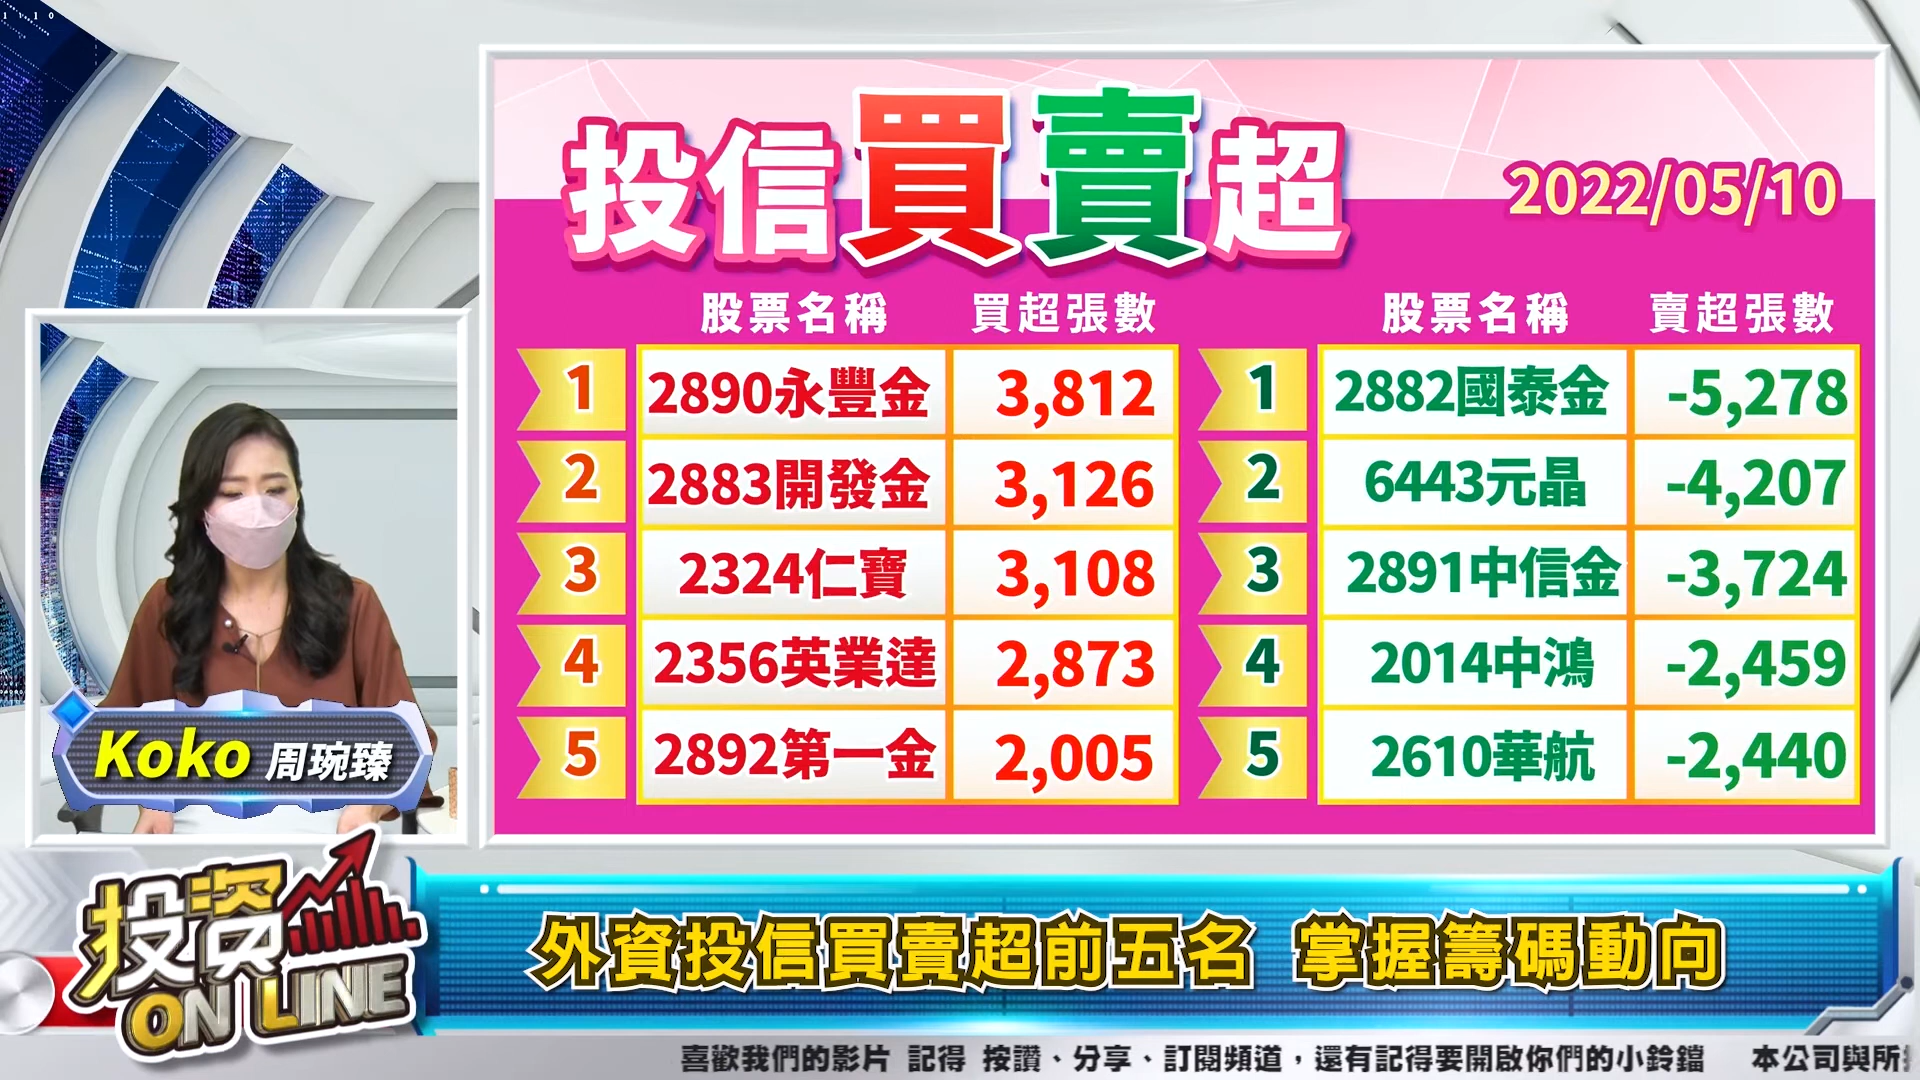 1 1 . 1 0
投信買賣超
2022/05/10
股票名稱 買超張數 股票名稱 賣超張數
1 2890永豐金 3,812 1 2882國泰金 -5,278
2 2883開發金 3,126 2 6443元晶 -4,207
3 2324仁寶 3,108 3 2891中信金 -3,724
4 2356英業達 2,873 4 2014中鴻 -2,459
5 2892第一金 2,005 5 2610華航 -2,440
Koko 周琬臻
投資
ON LINE
外資投信買賣超前五名 掌握籌碼動向
喜歡我們的影片 記得 按讚、分享、訂閱頻道，還有記得要開啟你們的小鈴鐺 本公司與所